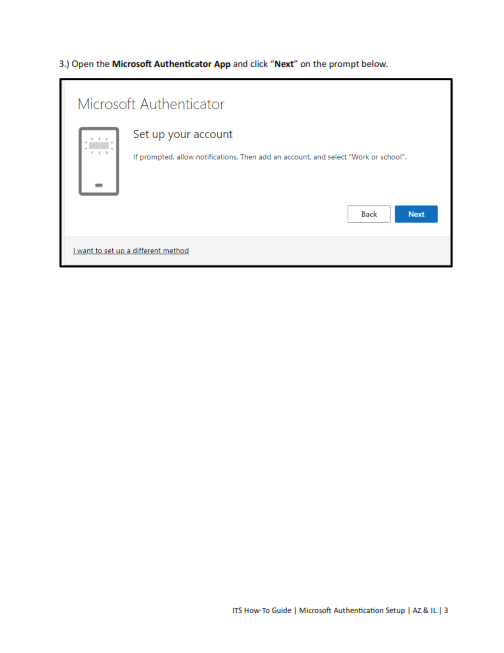 3.) Open the Microsoft Authenticator App and click "Next" on the prompt below.
Microsoft Authenticator
Set up your account
If prompted, allow notifications. Then add an account, and select "Work or school".
Back
Next
I want to set up a different method
ITS How-To Guide | Microsoft Authentication Setup | AZ & IL | 3